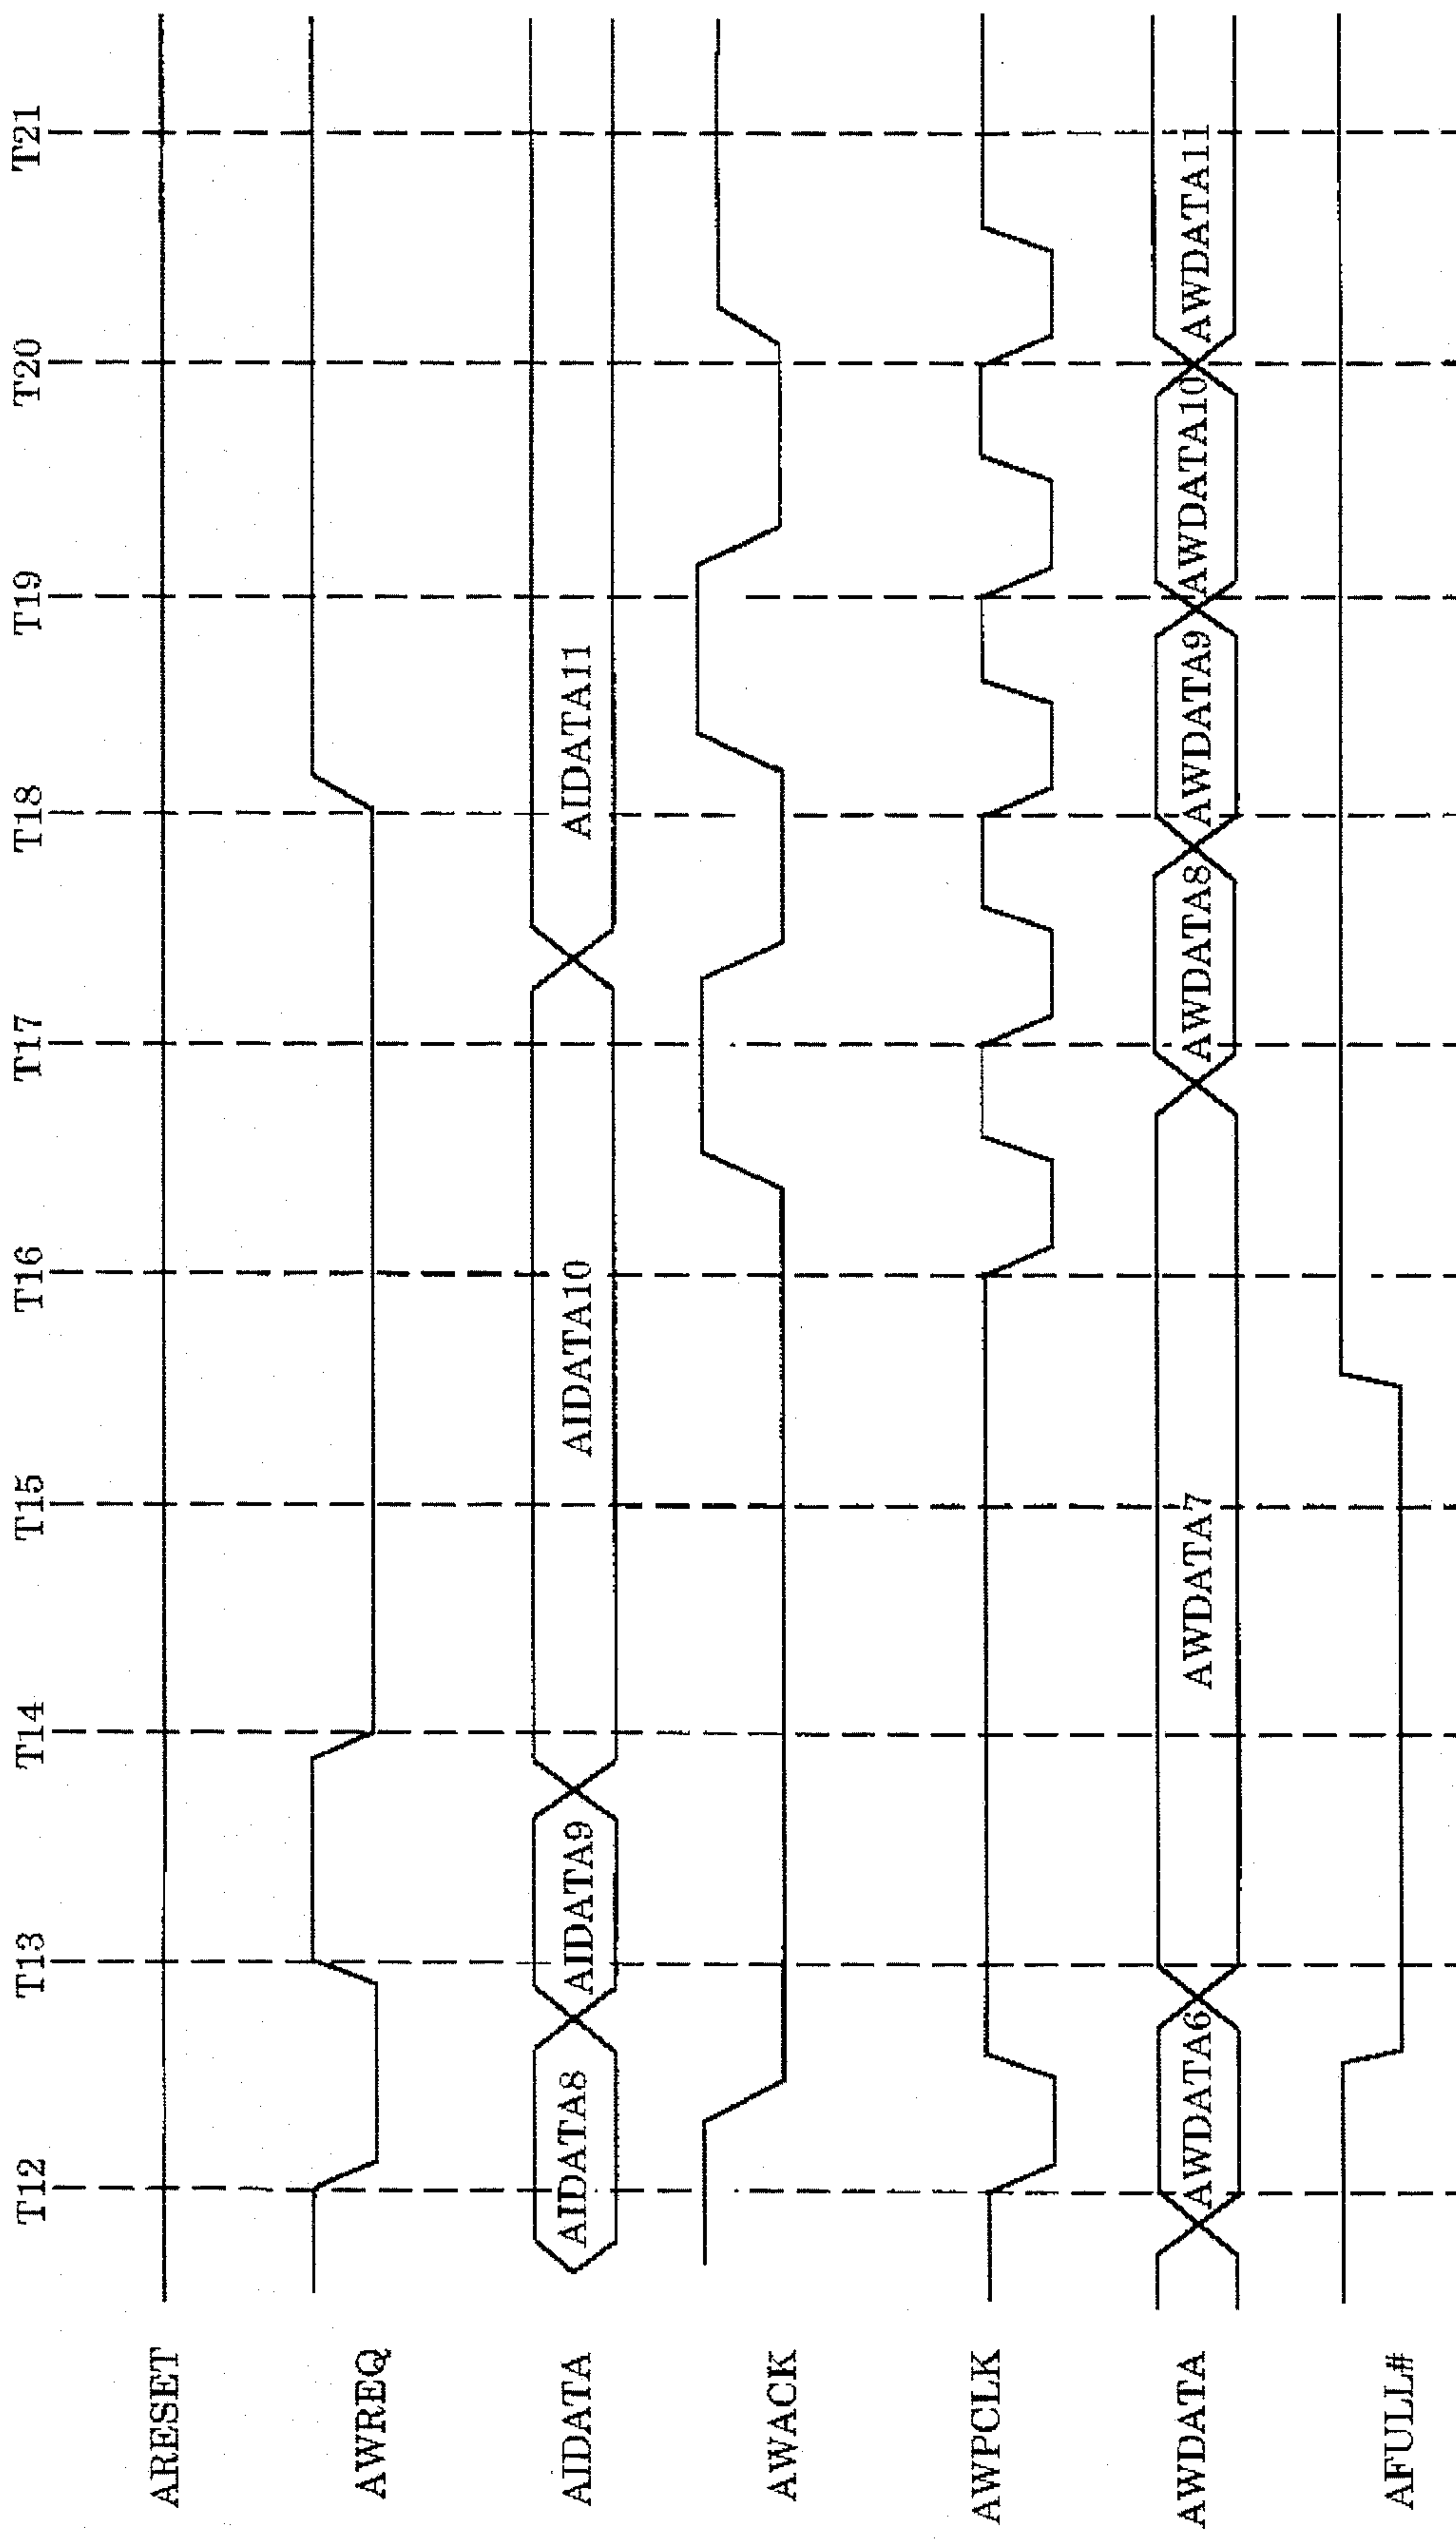 T12 T13 T14 T15 T16 T17 T18 T19 T20 T21
ARESET
AWREQ
AIDATA AIDATA8 AIDATA9 AIDATA10 AIDATA11
AWACK
AWPCLK
AWDATA AWDATA6 AWDATA7 AWDATA8 AWDATA9 AWDATA10 AWDATA11
AFULL#